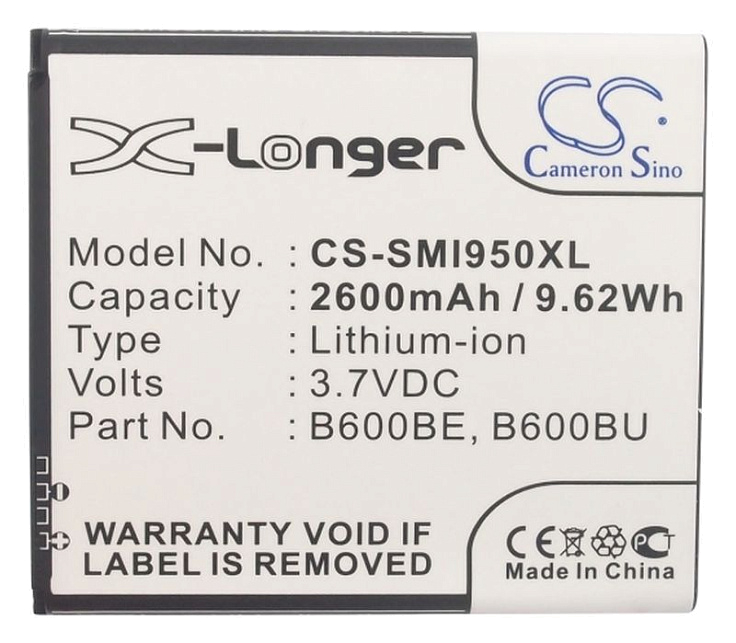 X-Longer
CS
Cameron Sino
Model No. : CS-SMI950XL
Capacity : 2600mAh / 9.62Wh
Type : Lithium-ion
Volts : 3.7VDC
Part No. : B600BE, B600BU
WARRANTY VOID IF
LABEL IS REMOVED
CE PCT
Made In China